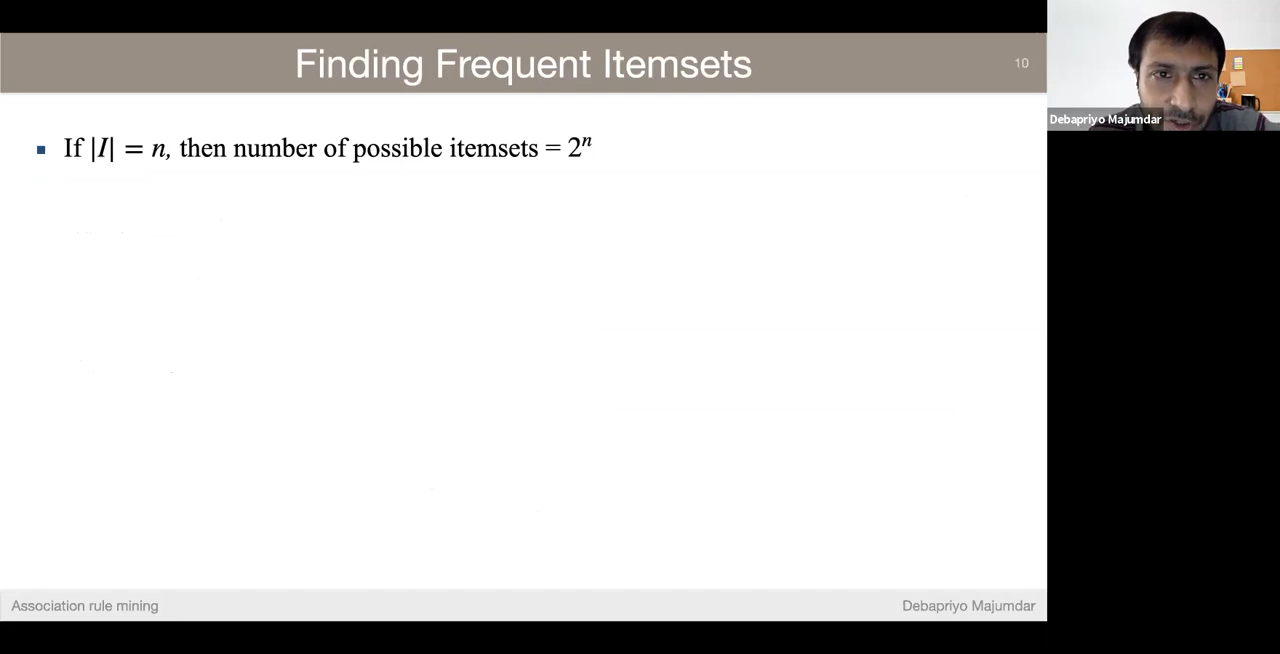 Finding Frequent Itemsets
10
If |I| = n, then number of possible itemsets = 2ⁿ
Debapriyo Majumdar
Association rule mining
Debapriyo Majumdar